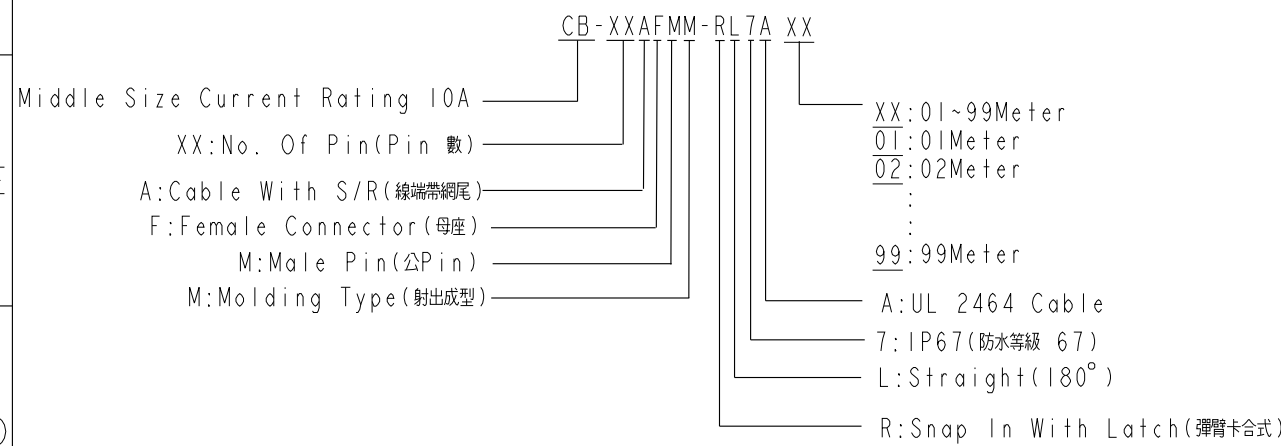 CB-XXAFMM-RL7A XX
Middle Size Current Rating 10A
XX:No. Of Pin(Pin 數)
A:Cable With S/R(線端帶網尾)
F:Female Connector(母座)
M:Male Pin(公Pin)
M:Molding Type(射出成型)
XX:01~99Meter
01:01Meter
02:02Meter
:
:
99:99Meter
A:UL 2464 Cable
7:IP67(防水等級 67)
L:Straight(180°)
R:Snap In With Latch(彈臂卡合式)